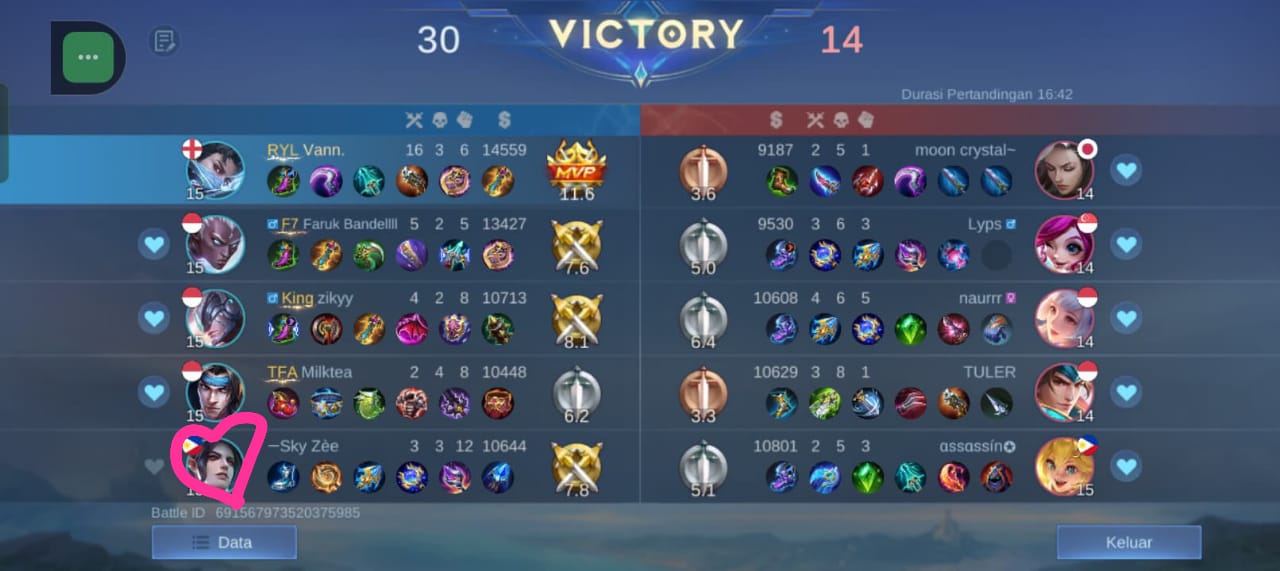 30 VICTORY 14
Durasi Pertandingan 16:42
RYL Vann. 16 3 6 14559
15 MVP 11.6
3.6 9187 2 5 1 moon crystal~
14
F7 Faruk Bandellll 5 2 5 13427
15 7.6
5.0 9530 3 6 3 Lyps
14
King zikyy 4 2 8 10713
15 8.1
6.4 10608 4 6 5 naurrr
14
TFA Milktea 2 4 8 10448
15 6.2
3.3 10629 3 8 1 TULER
14
—Sky Zèe 3 3 12 10644
7.8
5.1 10801 2 5 3 αssαssín✪
15
Battle ID 691567973520375985
Data
Keluar